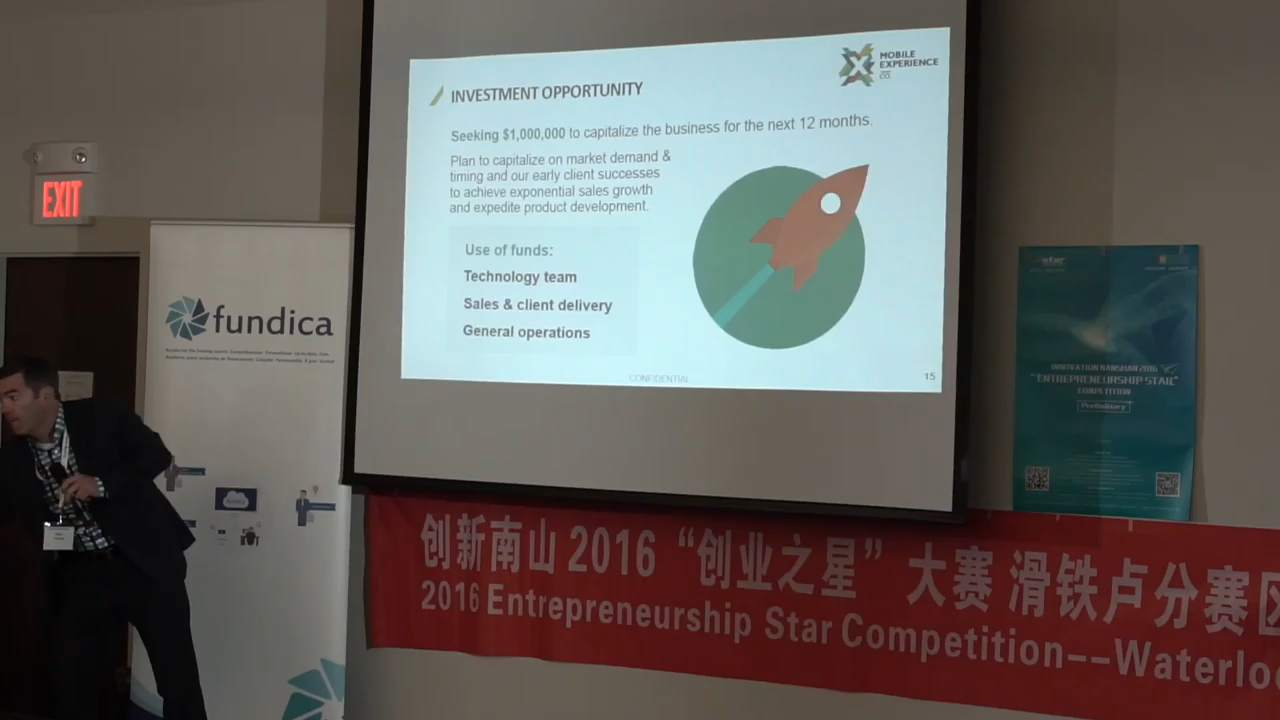 EXIT
fundica
MOBILE
EXPERIENCE
CO
INVESTMENT OPPORTUNITY
Seeking $1,000,000 to capitalize the business for the next 12 months.
Plan to capitalize on market demand &
timing and our early client successes
to achieve exponential sales growth
and expedite product development.
Use of funds:
Technology team
Sales & client delivery
General operations
CONFIDENTIAL
15
INNOVATION NANSHAN 2016
"ENTREPRENEURSHIP STAR"
COMPETITION
Preliminary
创新南山 2016 “创业之星” 大赛 滑铁卢分赛区
2016 Entrepreneurship Star Competition--Waterloo